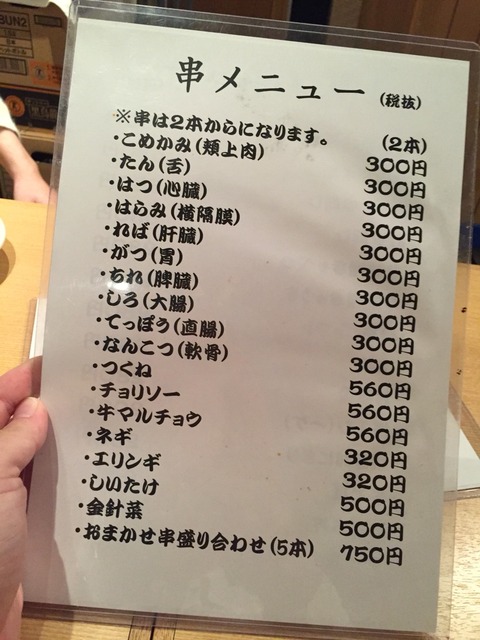 BUN2
串メニュー (税抜)
※串は2本からになります。 (2本)
・こめかみ(類上肉) 300円
・たん(舌) 300円
・はつ(心臓) 300円
・はらみ(横隔膜) 300円
・れば(肝臓) 300円
・がつ(胃) 300円
・ちれ(脾臓) 300円
・しろ(大腸) 300円
・てっぽう(直腸) 300円
・なんこつ(軟骨) 300円
・つくね 560円
・チョリソー 560円
・牛マルチョウ 560円
・ネギ 320円
・エリンギ 320円
・しいたけ 500円
・金針菜 500円
・おまかせ串盛り合わせ(5本) 750円